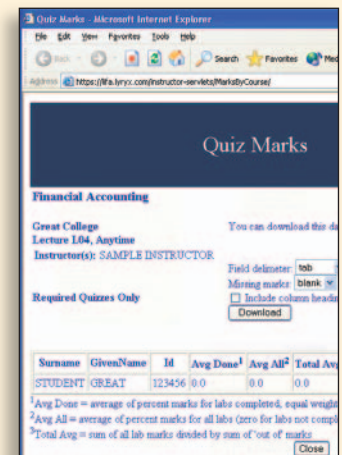 Quiz Marks - Microsoft Internet Explorer
File Edit View Favorites Tools Help
Back Search Favorites Med
Address https://lifa.lyryx.com/instructor-servlets/MarksByCourse/
Quiz Marks
Financial Accounting
Great College
You can download this da
Lecture L04, Anytime
Instructor(s): SAMPLE INSTRUCTOR
Field delimeter: tab
Missing marks: blank
Required Quizzes Only
Include column headin
Download
Surname GivenName Id Avg Done1 Avg All2 Total Avg
STUDENT GREAT 123456 0.0 0.0 0.0
1Avg Done = average of percent marks for labs completed, equal weight
2Avg All = average of percent marks for all labs (zero for labs not compl
3Total Avg = sum of all lab marks divided by sum of "out of" marks
Close